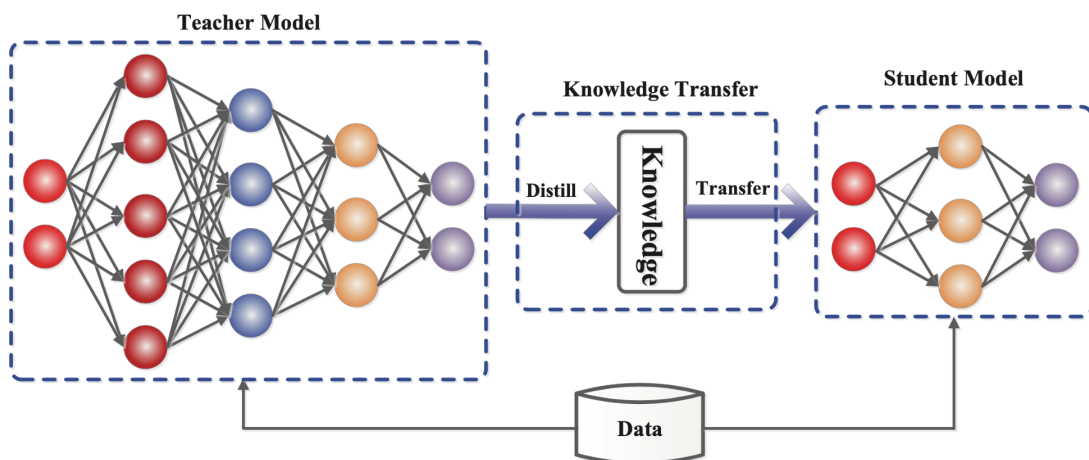 Teacher Model
Knowledge Transfer
Student Model
Distill
Knowledge
Transfer
Data